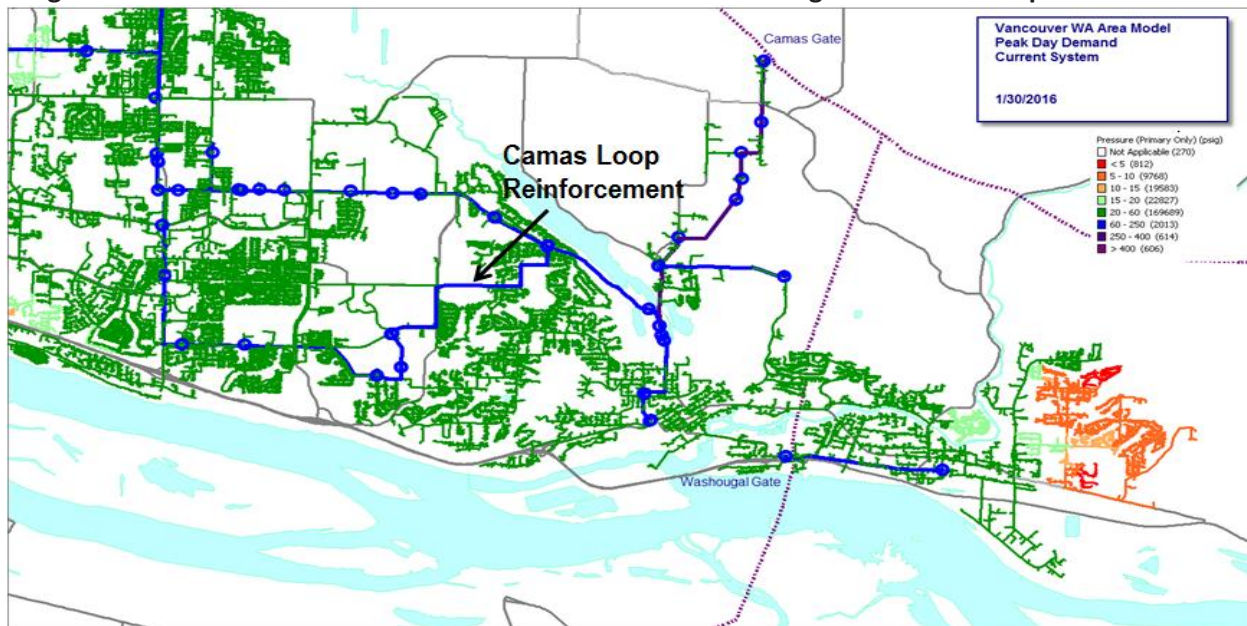 Camas Gate
Vancouver WA Area Model
Peak Day Demand
Current System
1/30/2016
Pressure (Primary Only) (psig)
Not Applicable (270)
< 5 (812)
5 - 10 (9768)
10 - 15 (19583)
15 - 20 (22827)
20 - 60 (169689)
60 - 250 (2013)
250 - 400 (614)
> 400 (606)
Camas Loop
Reinforcement
Washougal Gate